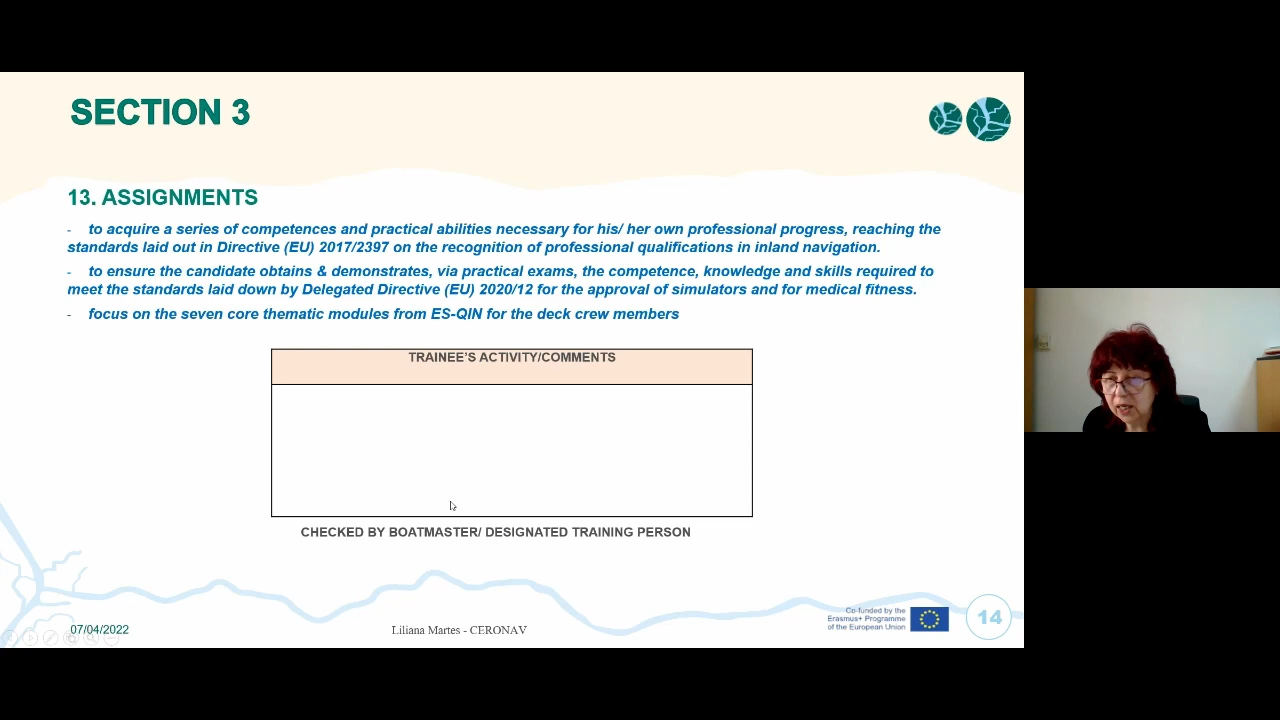 SECTION 3
13. ASSIGNMENTS
- to acquire a series of competences and practical abilities necessary for his/ her own professional progress, reaching the
standards laid out in Directive (EU) 2017/2397 on the recognition of professional qualifications in inland navigation.
- to ensure the candidate obtains & demonstrates, via practical exams, the competence, knowledge and skills required to
meet the standards laid down by Delegated Directive (EU) 2020/12 for the approval of simulators and for medical fitness.
- focus on the seven core thematic modules from ES-QIN for the deck crew members
TRAINEE'S ACTIVITY/COMMENTS
CHECKED BY BOATMASTER/ DESIGNATED TRAINING PERSON
07/04/2022
Liliana Martes - CERONAV
Co-funded by the
Erasmus+ Programme
of the European Union
14